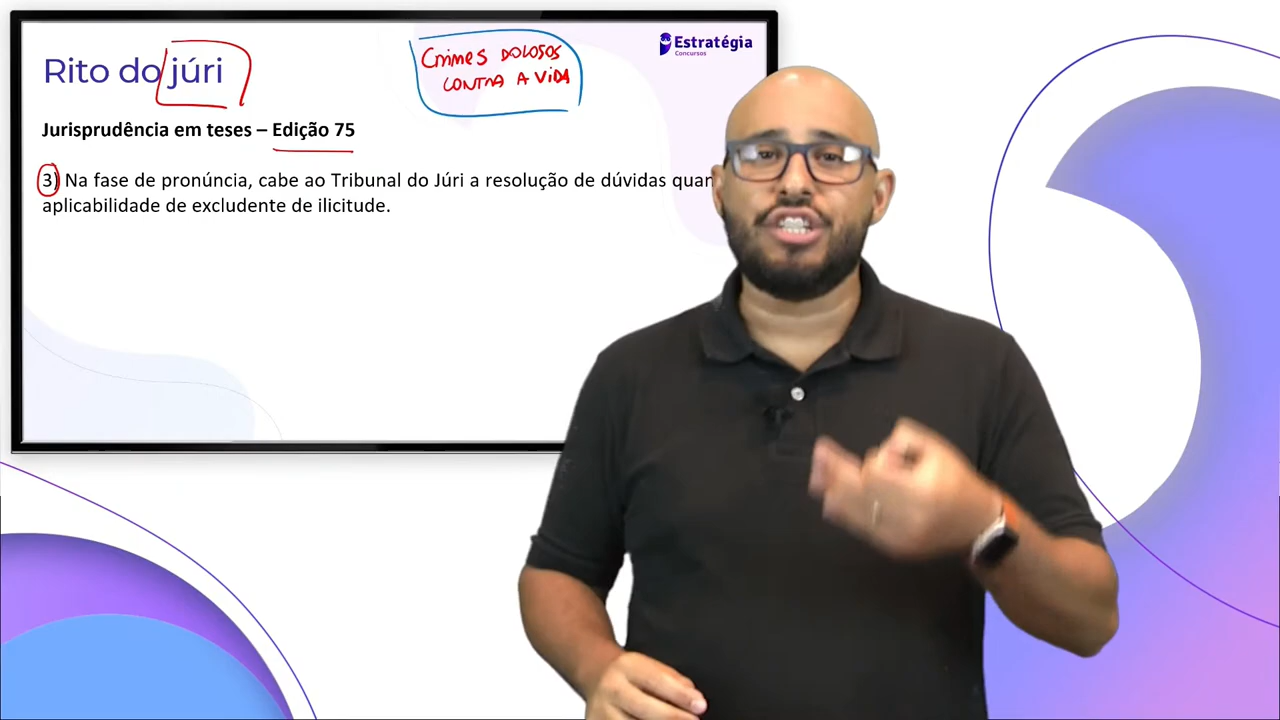 Rito do júri
Crimes DOLOSOS
CONTRA A VIDA
Estratégia
Concursos
Jurisprudência em teses – Edição 75
3) Na fase de pronúncia, cabe ao Tribunal do Júri a resolução de dúvidas quan
aplicabilidade de excludente de ilicitude.